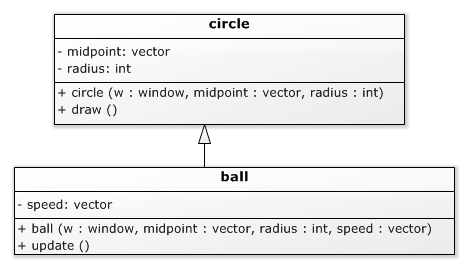 circle
- midpoint: vector
- radius: int
+ circle (w : window, midpoint : vector, radius : int)
+ draw ()
ball
- speed: vector
+ ball (w : window, midpoint : vector, radius : int, speed : vector)
+ update ()